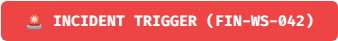 🚨 INCIDENT TRIGGER (FIN-WS-042)